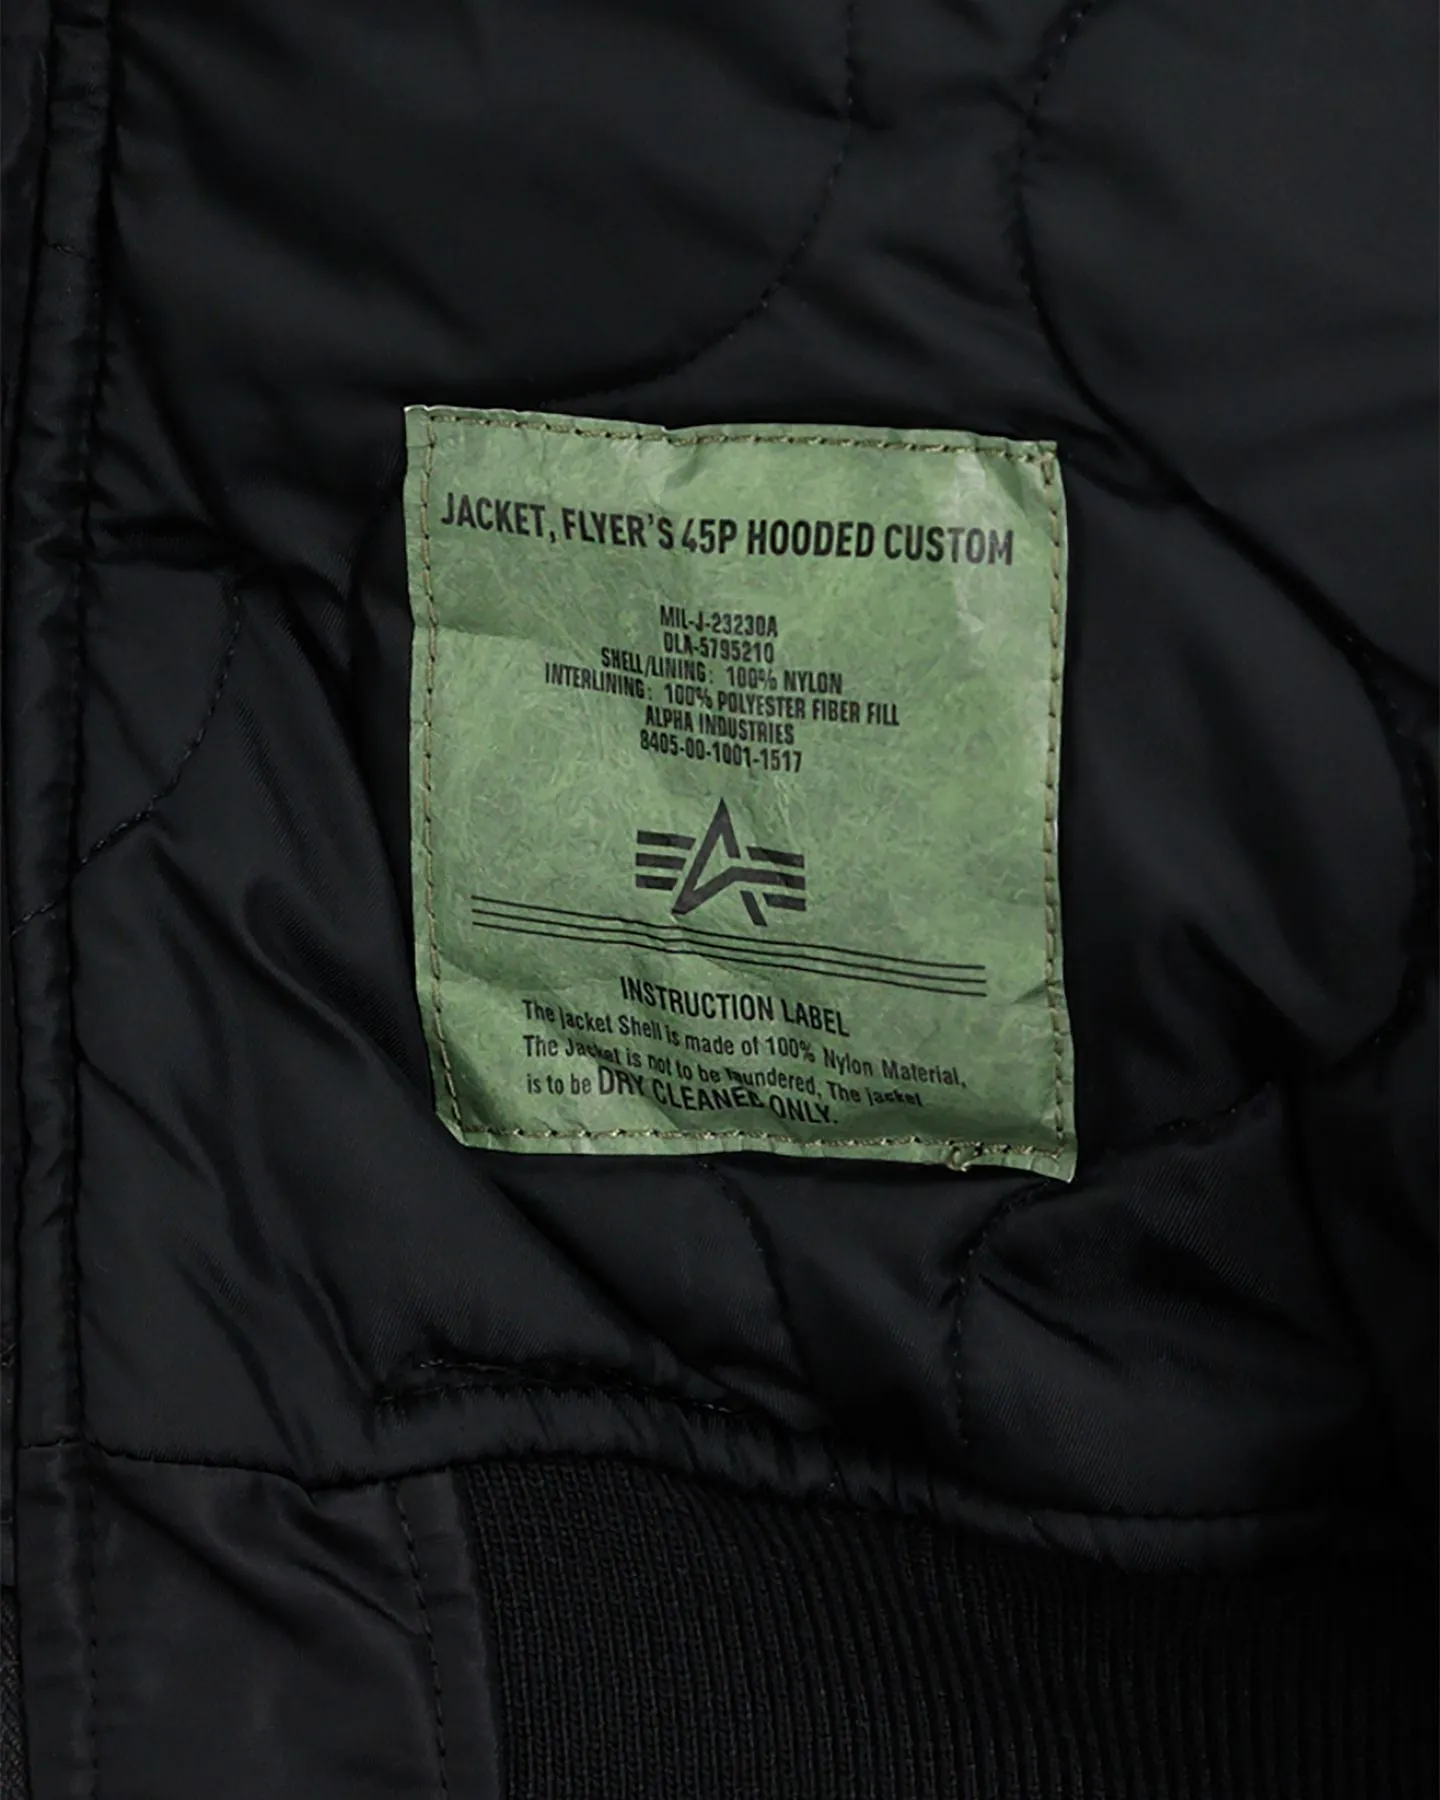 JACKET, FLYER'S 45P HOODED CUSTOM
MIL-J-23230A
DLA-5795210
SHELL/LINING: 100% NYLON
INTERLINING: 100% POLYESTER FIBER FILL
ALPHA INDUSTRIES
8405-00-1001-1517
INSTRUCTION LABEL
The jacket Shell is made of 100% Nylon Material,
The Jacket is not to be laundered, The jacket
is to be DRY CLEANED ONLY.